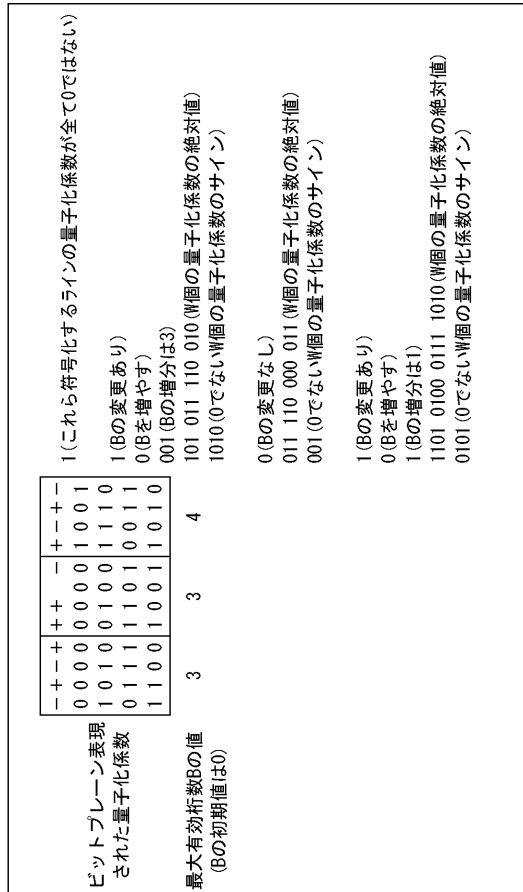 − + − + + + − + − + −
0 0 0 0 0 0 0 0 1 0 0 1
ビットプレーン表現 1 0 1 0 0 1 0 0 1 1 1 0
された量子化係数 0 1 1 1 1 1 0 1 0 0 1 1
1 1 0 0 1 0 0 1 1 0 1 0
最大有効桁数Bの値 3 3 4
(Bの初期値は0)
1(これら符号化するラインの量子化係数が全て0ではない)
1(Bの変更あり)
0(Bを増やす)
001(Bの増分は3)
101 011 110 010(W個の量子化係数の絶対値)
1010(0でないW個の量子化係数のサイン)
0(Bの変更なし)
011 110 000 011(W個の量子化係数の絶対値)
001(0でないW個の量子化係数のサイン)
1(Bの変更あり)
0(Bを増やす)
1(Bの増分は1)
1101 0100 0111 1010(W個の量子化係数の絶対値)
0101(0でないW個の量子化係数のサイン)